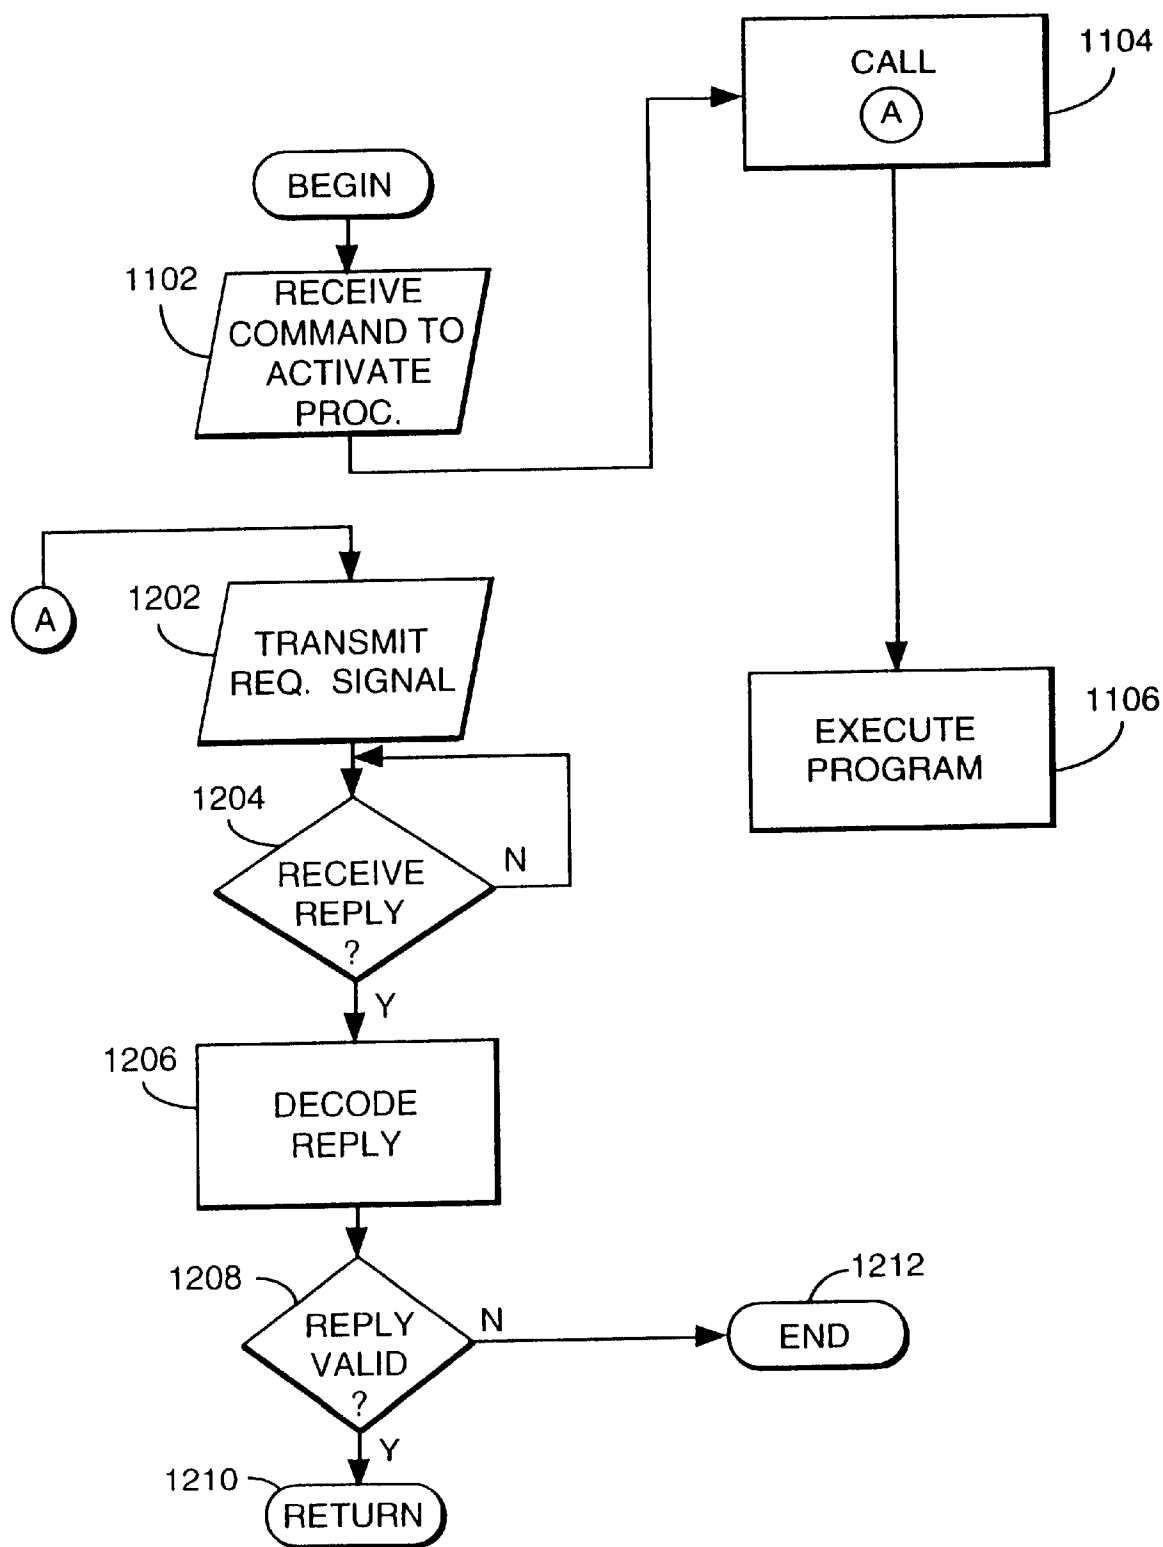 CALL
A
1104
BEGIN
1102
RECEIVE
COMMAND TO
ACTIVATE
PROC.
A
1202
TRANSMIT
REQ. SIGNAL
1106
EXECUTE
PROGRAM
1204
RECEIVE
REPLY
?
N
Y
1206
DECODE
REPLY
1208
REPLY
VALID
?
N
1212
END
Y
1210
RETURN